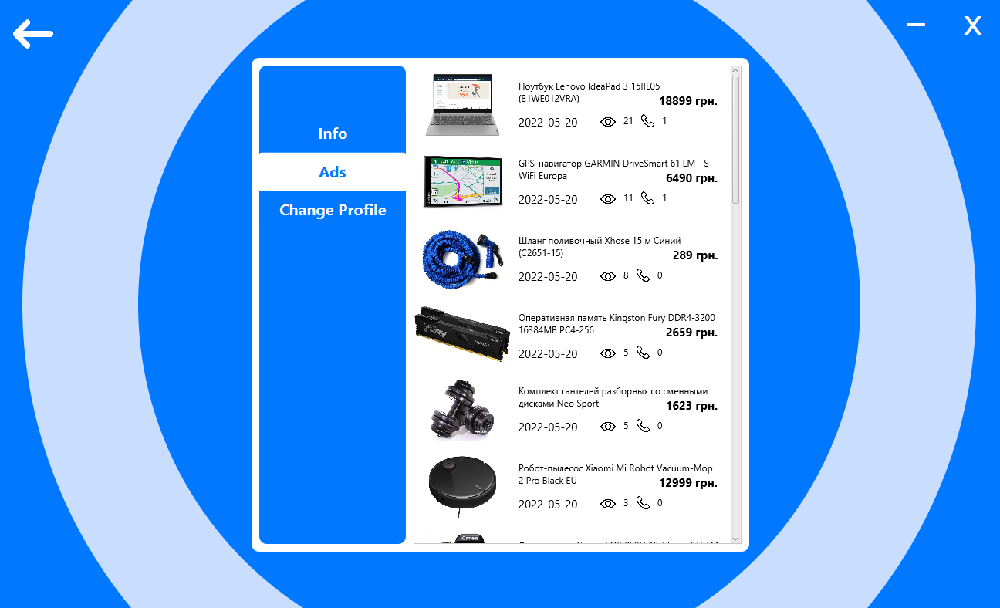 X
Info
Ads
Change Profile
Ноутбук Lenovo IdeaPad 3 15IIL05
(81WE012VRA)
18899 грн.
2022-05-20 21 1
GPS-навигатор GARMIN DriveSmart 61 LMT-S
WiFi Europa
6490 грн.
2022-05-20 11 1
Шланг поливочный Xhose 15 м Синий
(C2651-15)
289 грн.
2022-05-20 8 0
Оперативная память Kingston Fury DDR4-3200
16384MB PC4-256
2659 грн.
2022-05-20 5 0
Комплект гантелей разборных со сменными
дисками Neo Sport
1623 грн.
2022-05-20 5 0
Робот-пылесос Xiaomi Mi Robot Vacuum-Mop
2 Pro Black EU
12999 грн.
2022-05-20 3 0
Canon